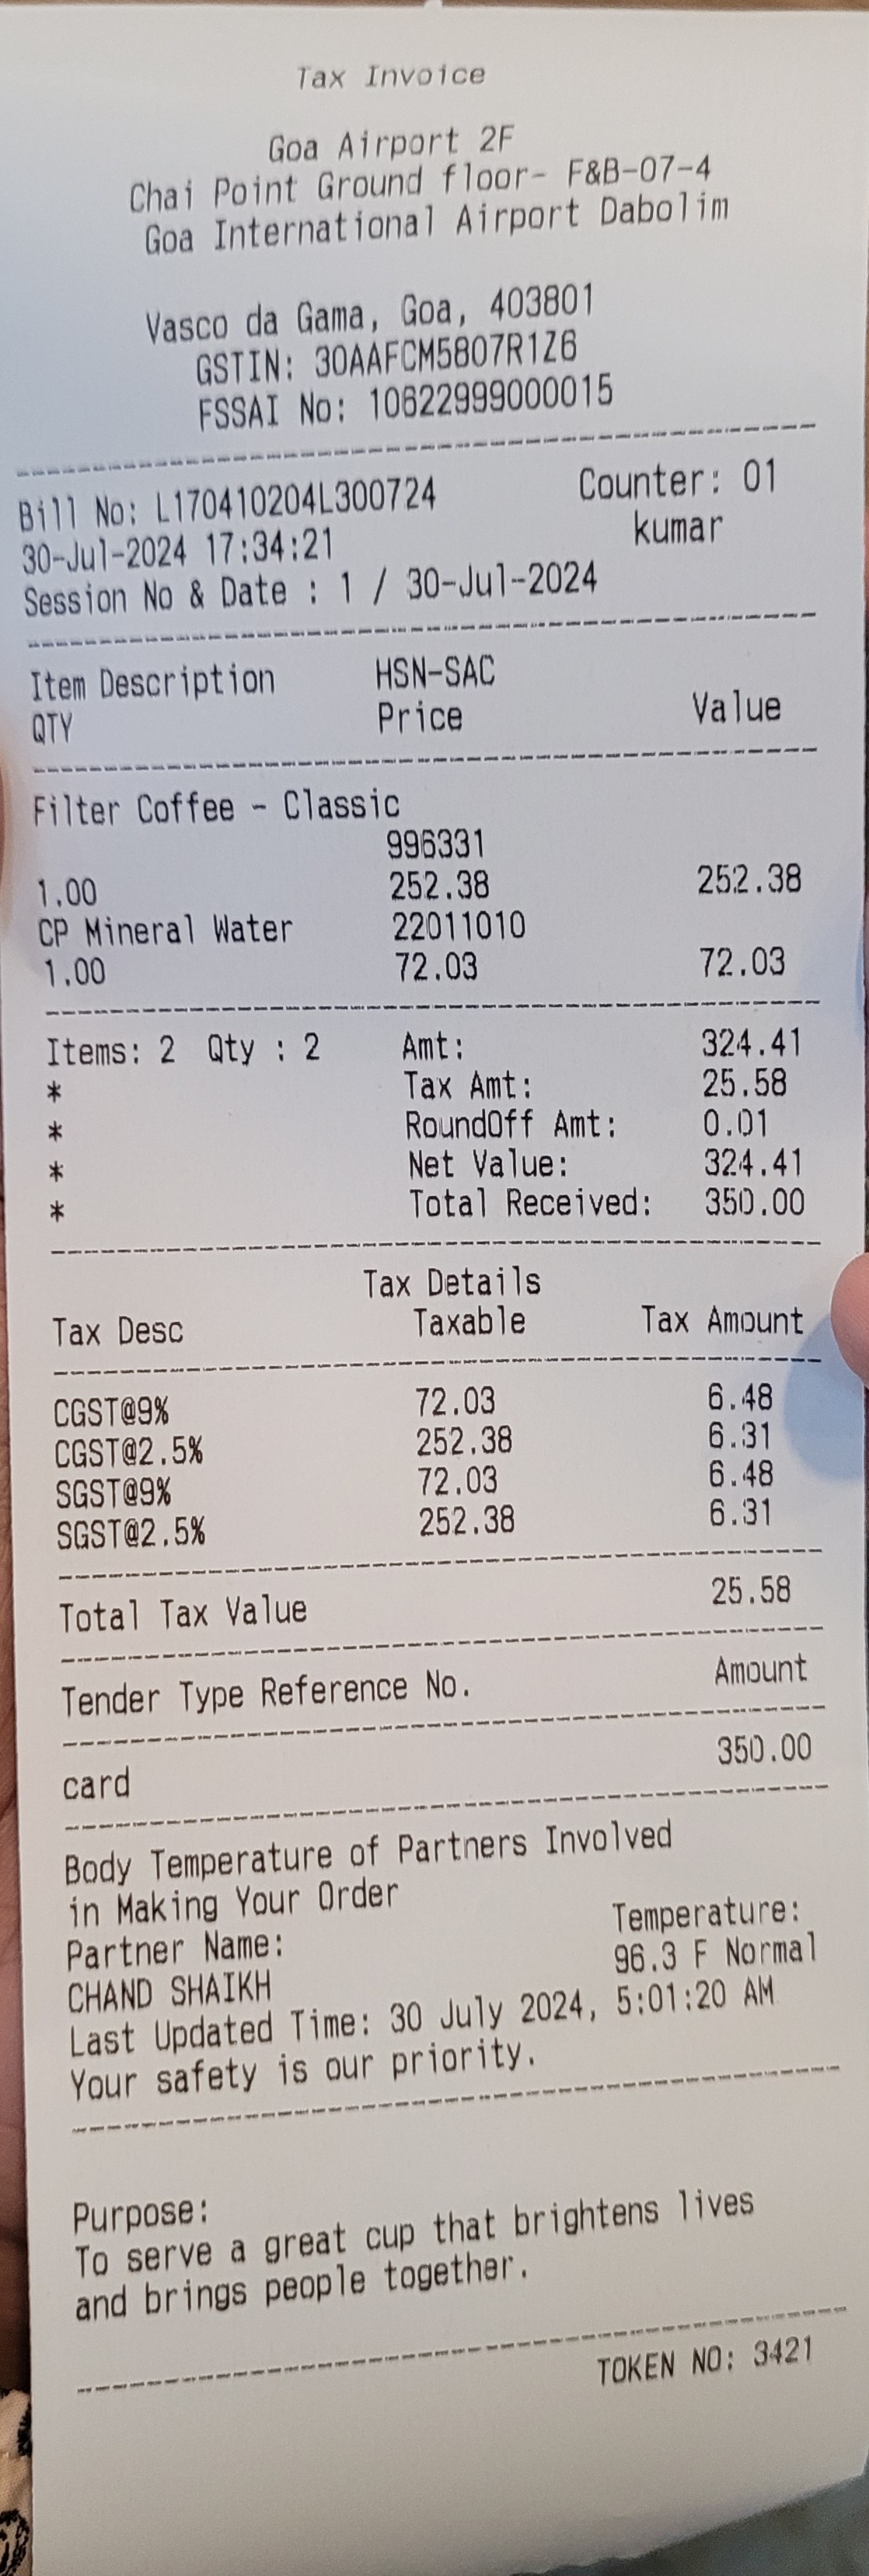 Tax Invoice
Goa Airport 2F
Chai Point Ground floor- F&B-07-4
Goa International Airport Dabolim
Vasco da Gama, Goa, 403801
GSTIN: 30AAFCM5807R1Z6
FSSAI No: 10622999000015
Bill No: L170410204L300724 Counter: 01
30-Jul-2024 17:34:21 kumar
Session No & Date : 1 / 30-Jul-2024
Item Description HSN-SAC
QTY Price Value
Filter Coffee - Classic
996331
1.00 252.38 252.38
CP Mineral Water 22011010
1.00 72.03 72.03
Items: 2 Qty : 2 Amt: 324.41
* Tax Amt: 25.58
* RoundOff Amt: 0.01
* Net Value: 324.41
* Total Received: 350.00
Tax Details
Tax Desc Taxable Tax Amount
CGST@9% 72.03 6.48
CGST@2.5% 252.38 6.31
SGST@9% 72.03 6.48
SGST@2.5% 252.38 6.31
Total Tax Value 25.58
Tender Type Reference No. Amount
card 350.00
Body Temperature of Partners Involved
in Making Your Order
Partner Name: Temperature:
CHAND SHAIKH 96.3 F Normal
Last Updated Time: 30 July 2024, 5:01:20 AM
Your safety is our priority.
Purpose:
To serve a great cup that brightens lives
and brings people together.
TOKEN NO: 3421